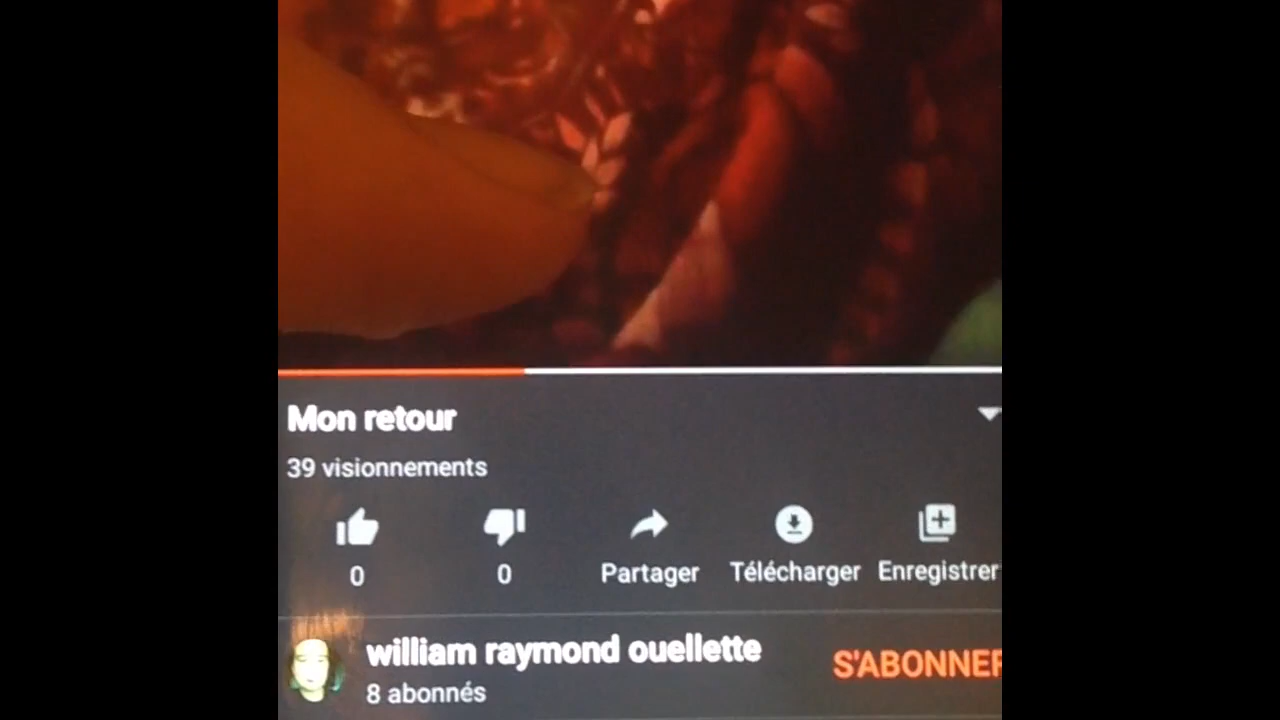 Mon retour
39 visionnements
0 0 Partager Télécharger Enregistrer
william raymond ouellette S'ABONNER
8 abonnés